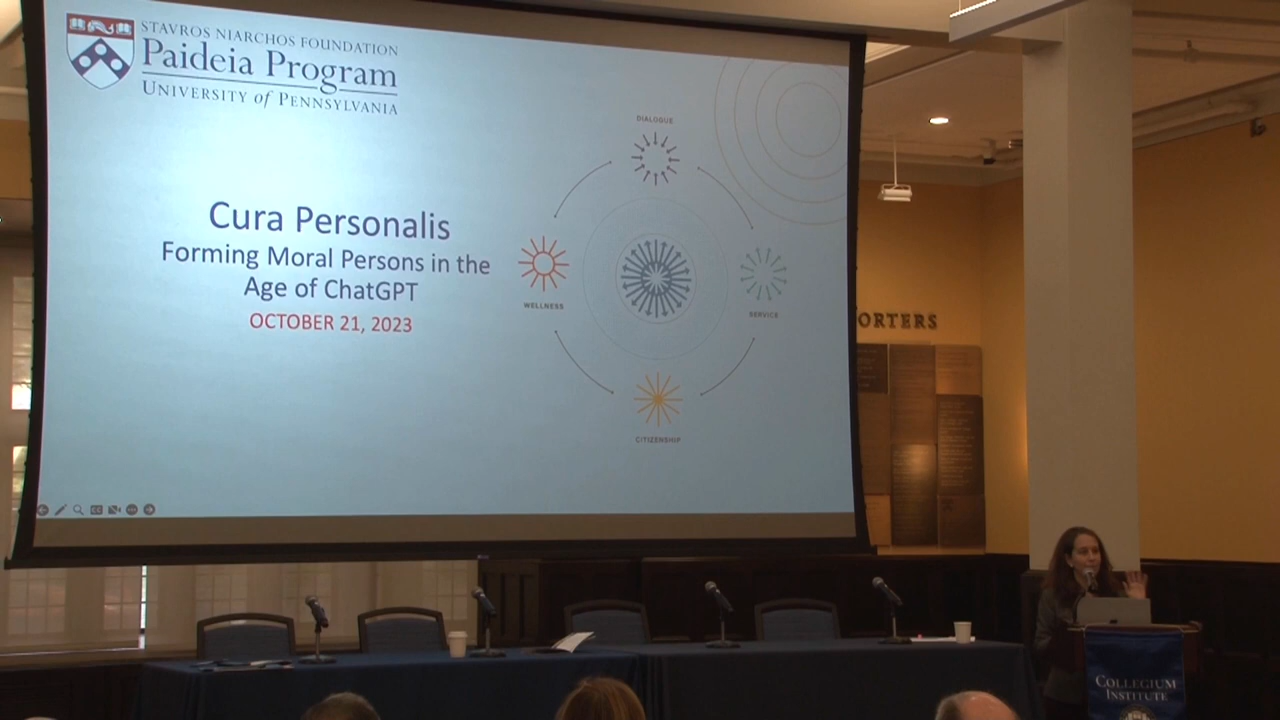 STAVROS NIARCHOS FOUNDATION
Paideia Program
UNIVERSITY of PENNSYLVANIA
DIALOGUE
Cura Personalis
Forming Moral Persons in the
Age of ChatGPT
OCTOBER 21, 2023
WELLNESS
SERVICE
CITIZENSHIP
ORTERS
COLLEGIUM
INSTITUTE